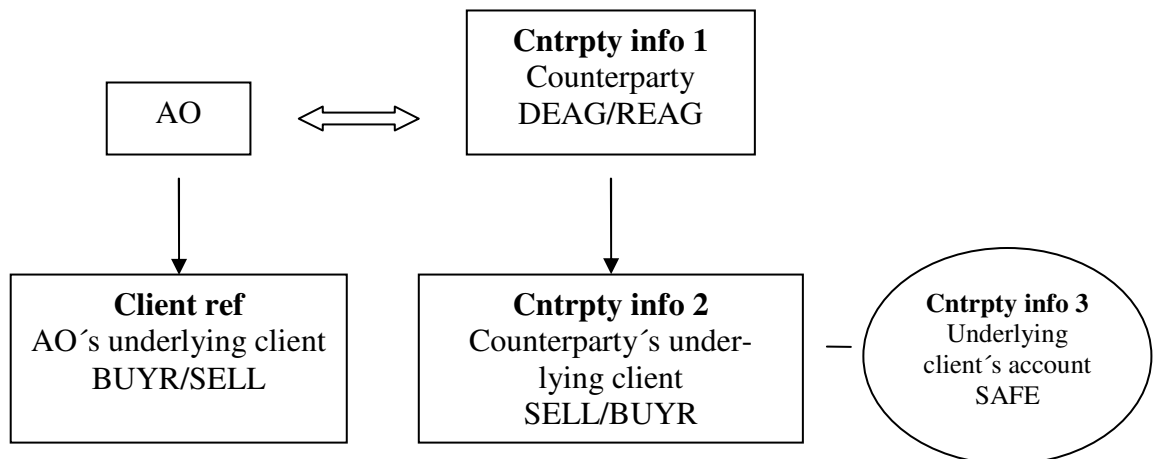 AO
Cntrpty info 1
Counterparty
DEAG/REAG
Client ref
AO´s underlying client
BUYR/SELL
Cntrpty info 2
Counterparty´s under-
lying client
SELL/BUYR
Cntrpty info 3
Underlying
client´s account
SAFE